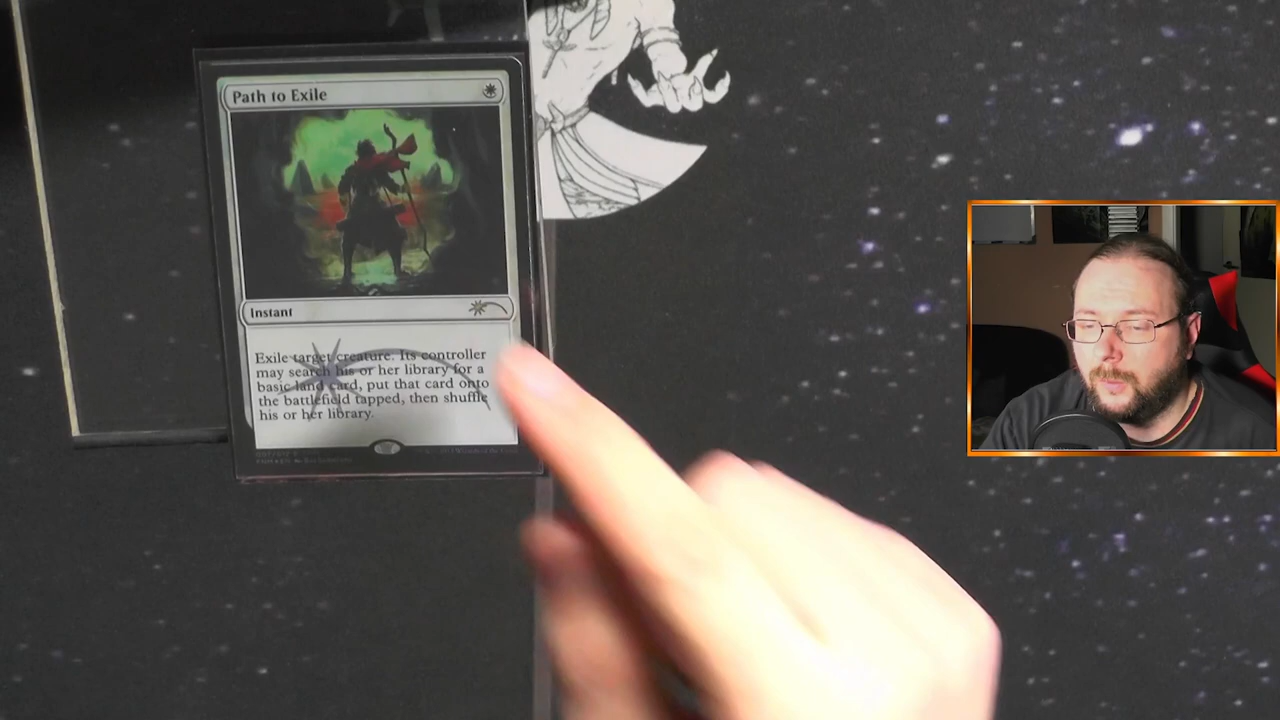 Path to Exile
Instant
Exile target creature. Its controller
may search his or her library for a
basic land card, put that card onto
the battlefield tapped, then shuffle
his or her library.